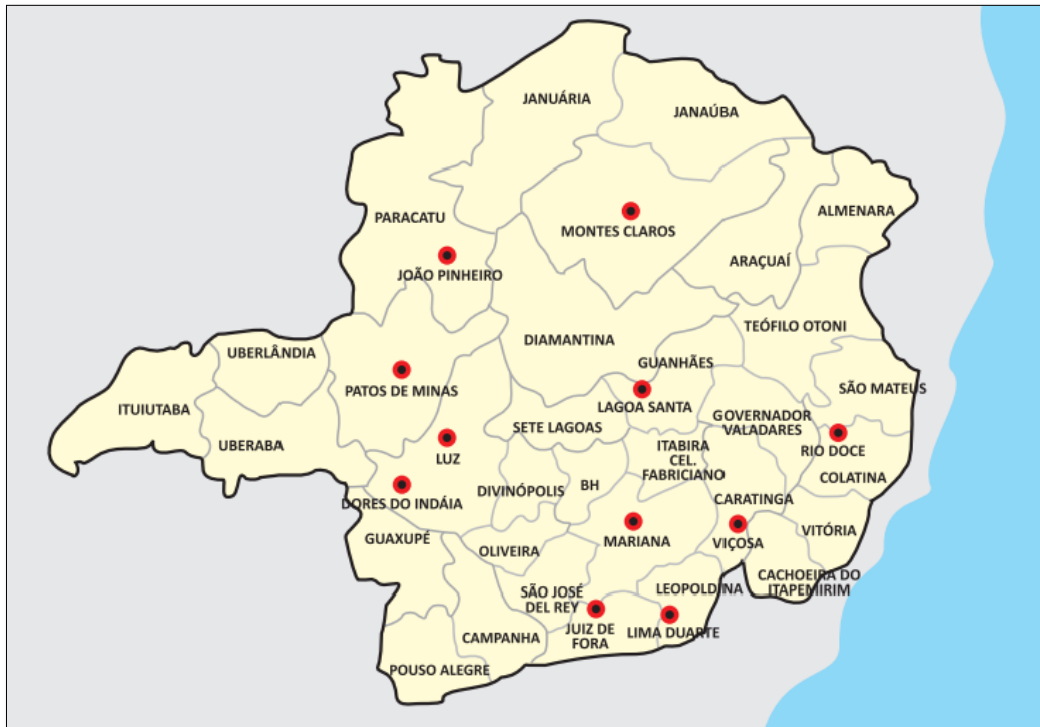 JANUÁRIA
JANAÚBA
ALMENARA
PARACATU
MONTES CLAROS
ARAÇUAÍ
JOÃO PINHEIRO
TEÓFILO OTONI
DIAMANTINA
UBERLÂNDIA
GUANHÃES
PATOS DE MINAS
SÃO MATEUS
LAGOA SANTA
ITUIUTABA
GOVERNADOR
VALADARES
SETE LAGOAS
UBERABA
ITABIRA
CEL.
FABRICIANO
RIO DOCE
LUZ
COLATINA
BH
DIVINÓPOLIS
CARATINGA
DORES DO INDÁIA
VITÓRIA
GUAXUPÉ
MARIANA
VIÇOSA
OLIVEIRA
CACHOEIRA DO
ITAPEMIRIM
LEOPOLDINA
SÃO JOSÉ
DEL REY
JUIZ DE
FORA
LIMA DUARTE
CAMPANHA
POUSO ALEGRE